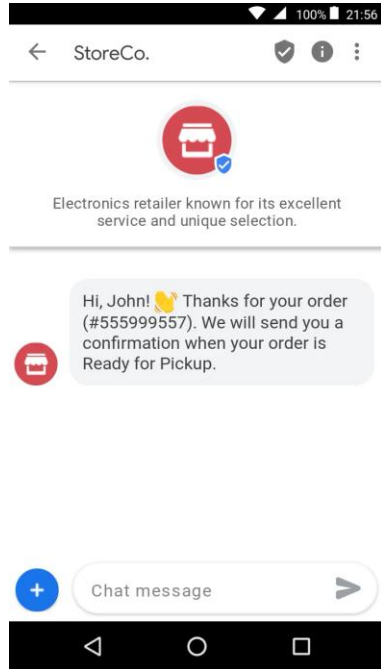 100% 21:56
StoreCo.
Electronics retailer known for its excellent
service and unique selection.
Hi, John! 👋 Thanks for your order
(#555999557). We will send you a
confirmation when your order is
Ready for Pickup.
Chat message